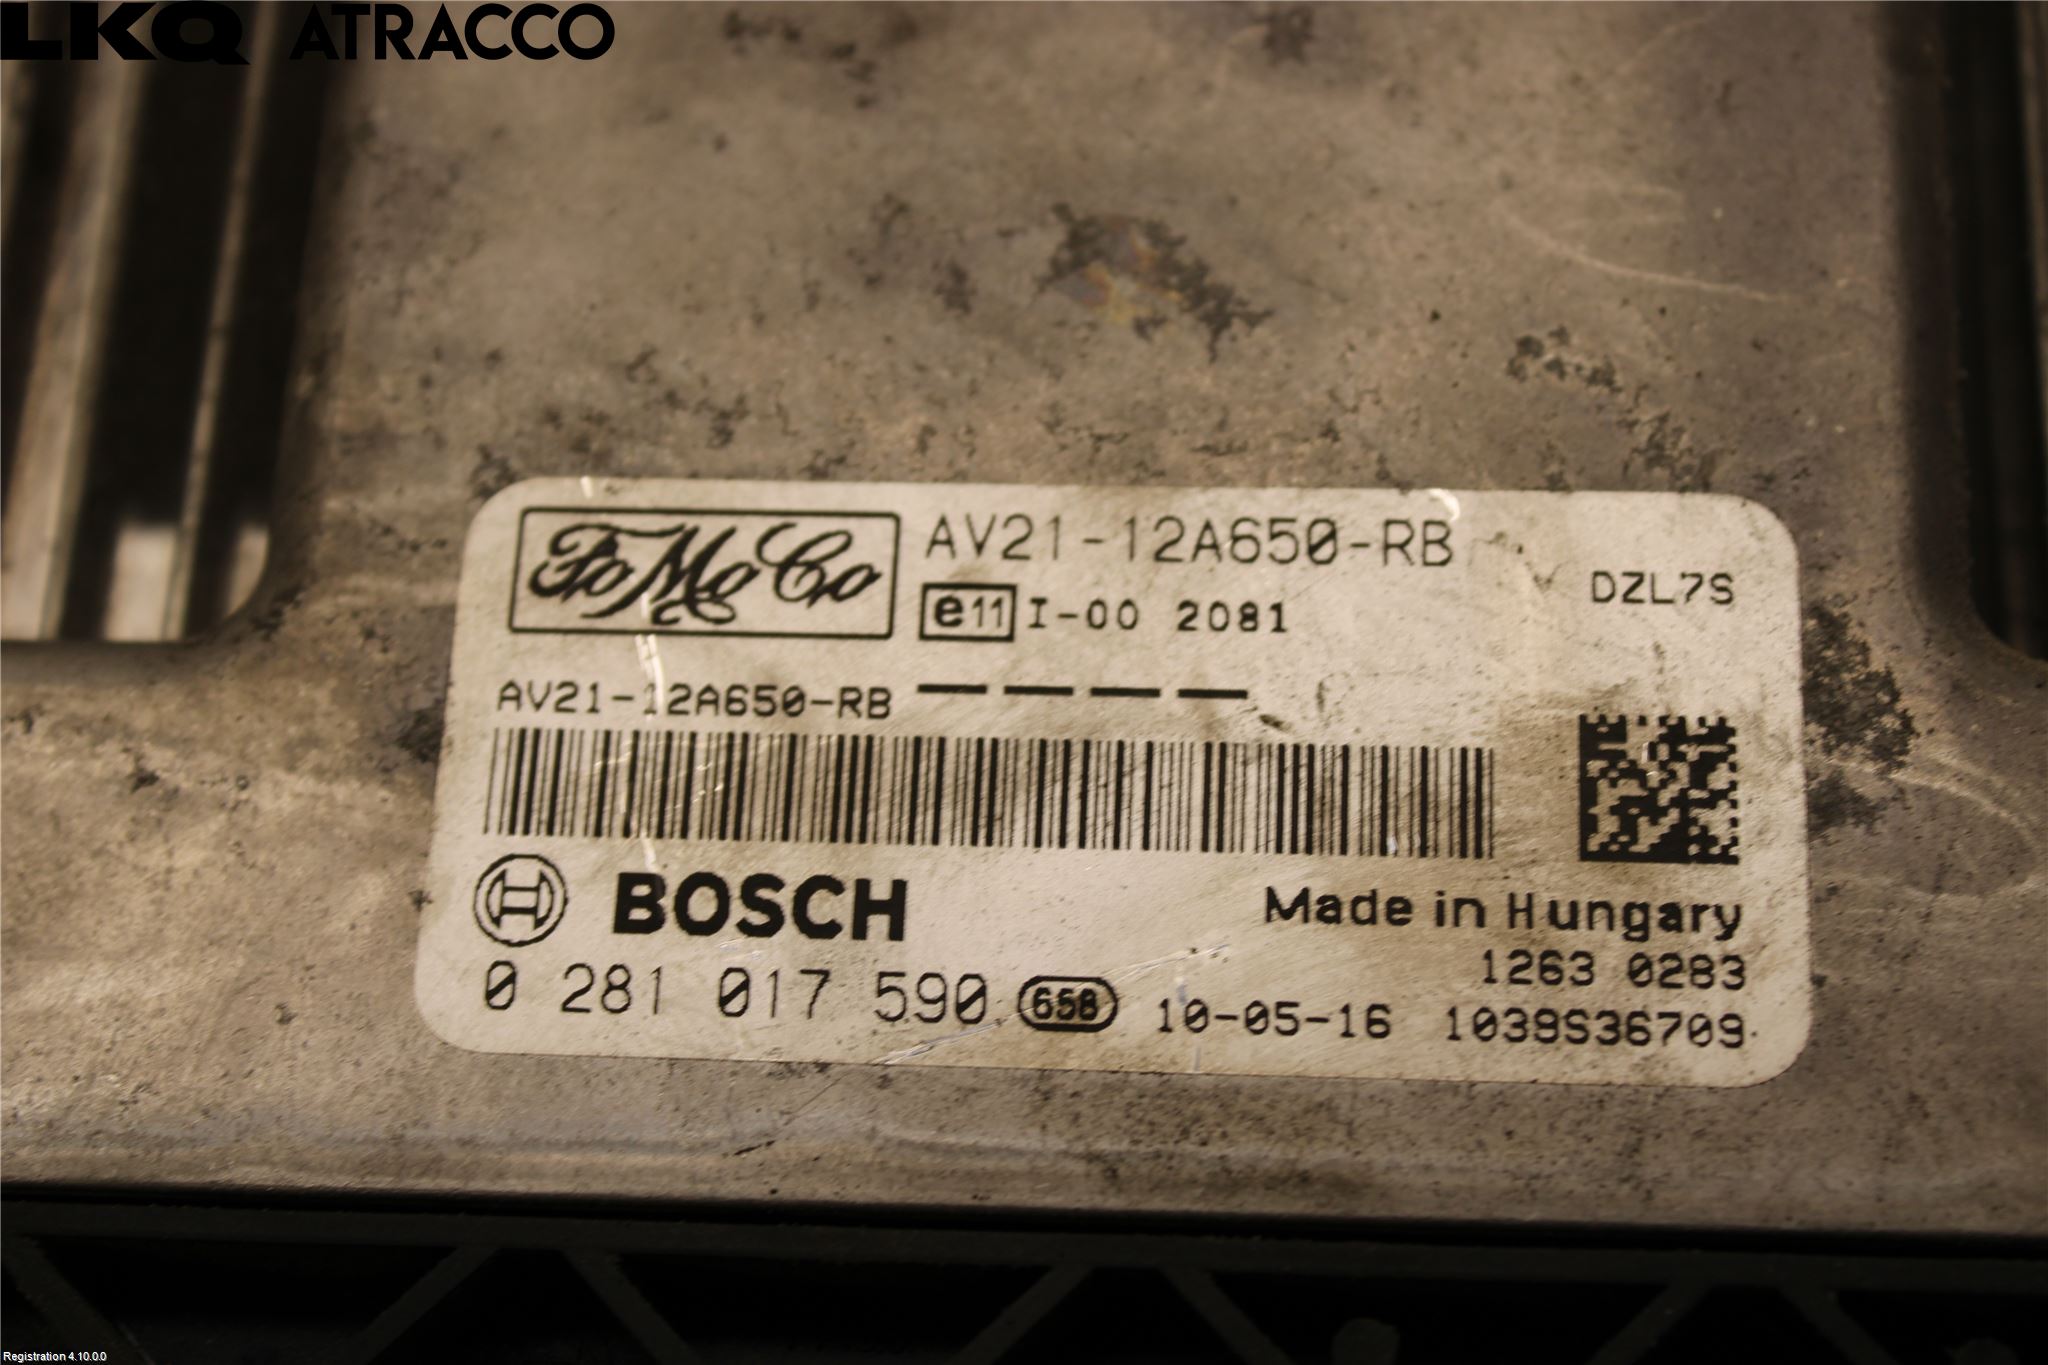 LKQ ATRACCO
FoMoCo
AV21-12A650-RB
e11 I-00 2081
DZL7S
AV21-12A650-RB
BOSCH
Made in Hungary
1263 0283
0 281 017 590 658 10-05-16 1039S36709
Registration 4.10.0.0